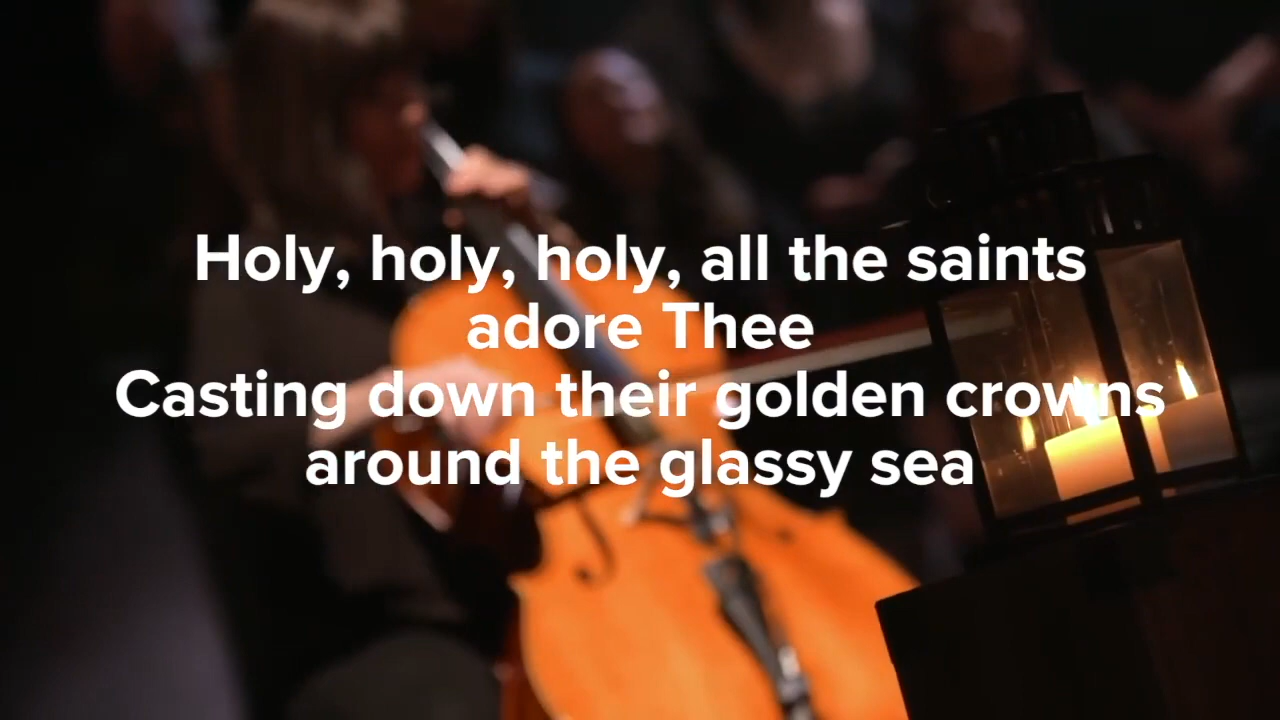 Holy, holy, holy, all the saints
adore Thee
Casting down their golden crowns
around the glassy sea